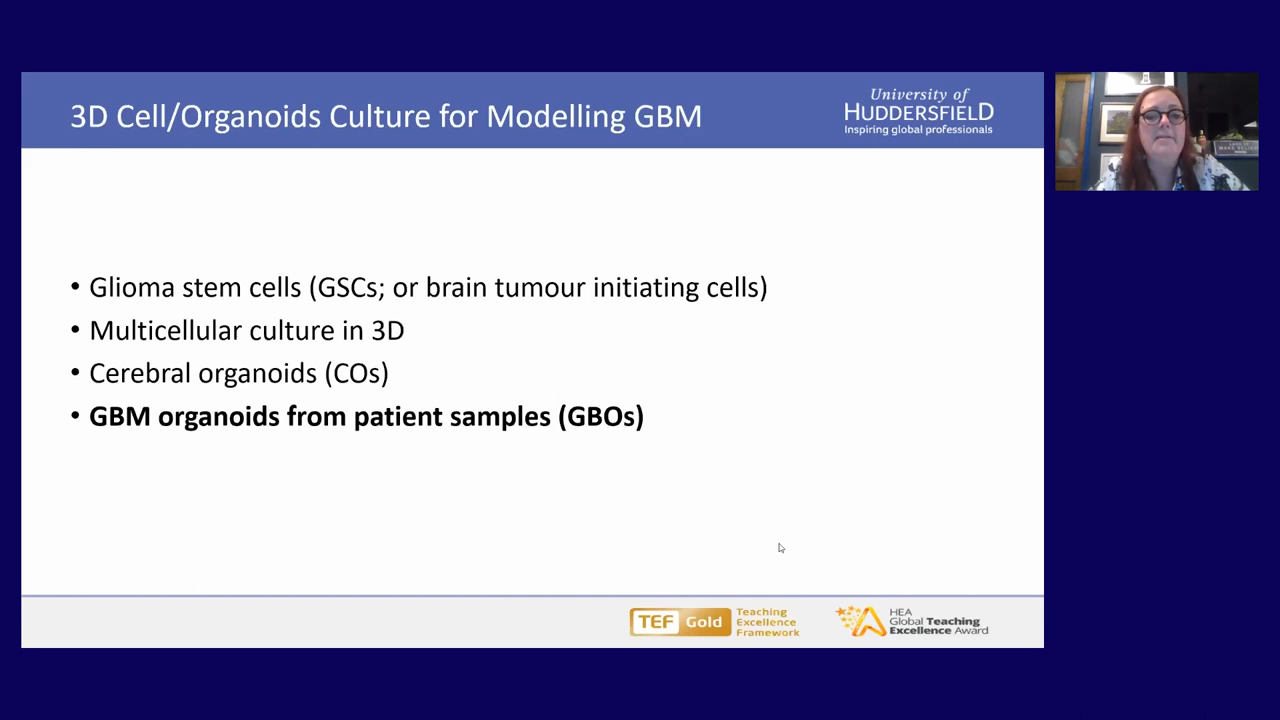 3D Cell/Organoids Culture for Modelling GBM
University of
HUDDERSFIELD
Inspiring global professionals
• Glioma stem cells (GSCs; or brain tumour initiating cells)
• Multicellular culture in 3D
• Cerebral organoids (COs)
• GBM organoids from patient samples (GBOs)
TEF Gold
Teaching
Excellence
Framework
HEA
Global Teaching
Excellence Award